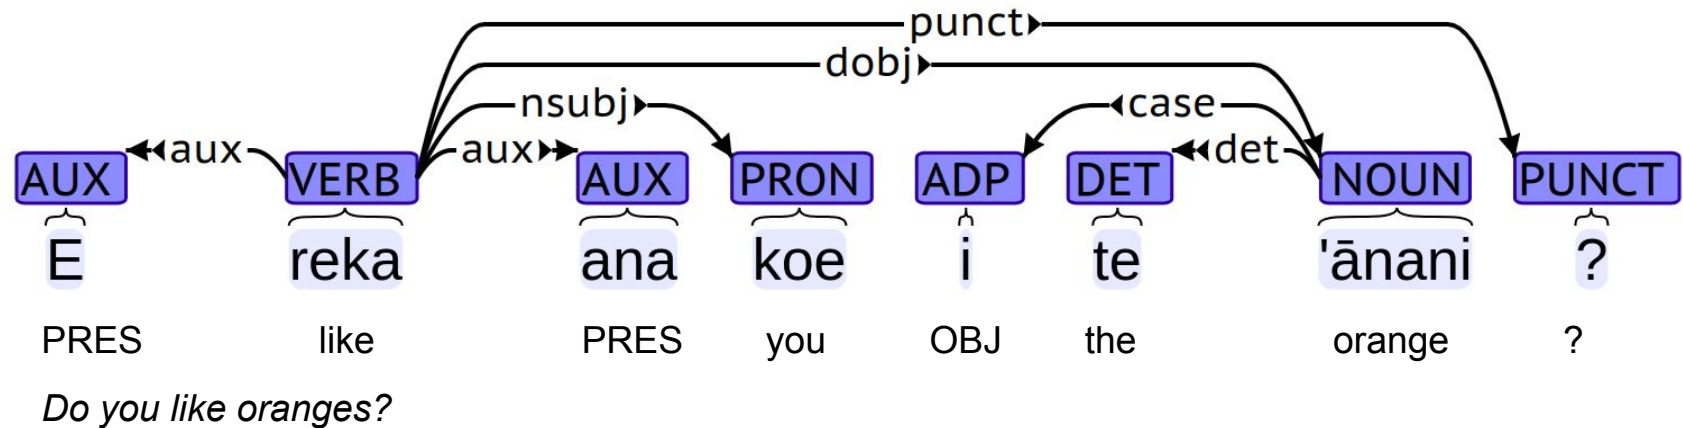 punct
dobj
nsubj case
aux aux det
AUX VERB AUX PRON ADP DET NOUN PUNCT
E reka ana koe i te 'ānani ?
PRES like PRES you OBJ the orange ?
Do you like oranges?